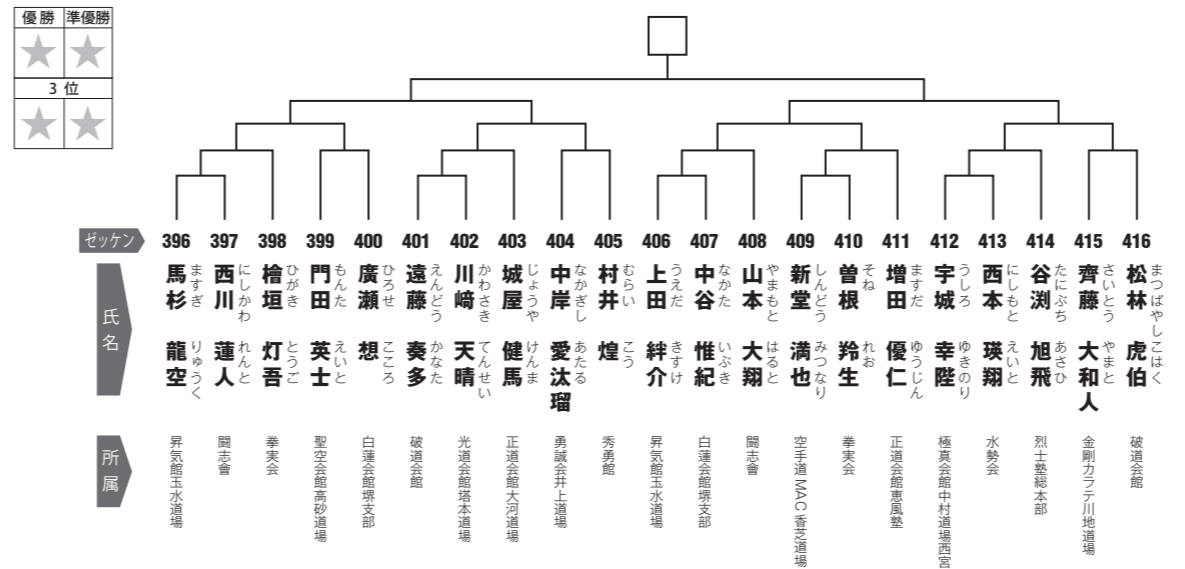 優勝 準優勝
★ ★
3 位
★ ★
ゼッケン 396 397 398 399 400 401 402 403 404 405 406 407 408 409 410 411 412 413 414 415 416
氏名
馬杉 龍空
ますぎ りゅうく
西川 蓮人
にしかわ れんと
檜垣 灯吾
ひがき とうご
門田 英士
もんた えいと
廣瀬 想
ひろせ こころ
遠藤 奏多
えんどう かなた
川﨑 天晴
かわさき てんせい
城屋 健馬
じょうや けんま
中岸 愛汰瑠
なかぎし あたる
村井 煌
むらい こう
上田 絆介
うえだ きすけ
中谷 惟紀
なかた いぶき
山本 大翔
やまもと はると
新堂 満也
しんどう みつなり
曽根 羚生
そね れお
増田 優仁
ますだ ゆうじん
宇城 幸陛
うしろ ゆきのり
西本 瑛翔
にしもと えいと
谷渕 旭飛
たにぶち あさひ
齊藤 大和人
さいとう やまと
松林 虎伯
まつばやし こはく
所属
昇気館玉水道場
闘志會
拳実会
聖空会館高砂道場
白蓮会館堺支部
破道会館
光道会館塔本道場
正道会館大河道場
勇誠会井上道場
秀勇館
昇気館玉水道場
白蓮会館堺支部
闘志會
空手道 MAC 香芝道場
拳実会
正道会館恵風塾
極真会館中村道場西宮
水勢会
烈士塾総本部
金剛カラテ川地道場
破道会館